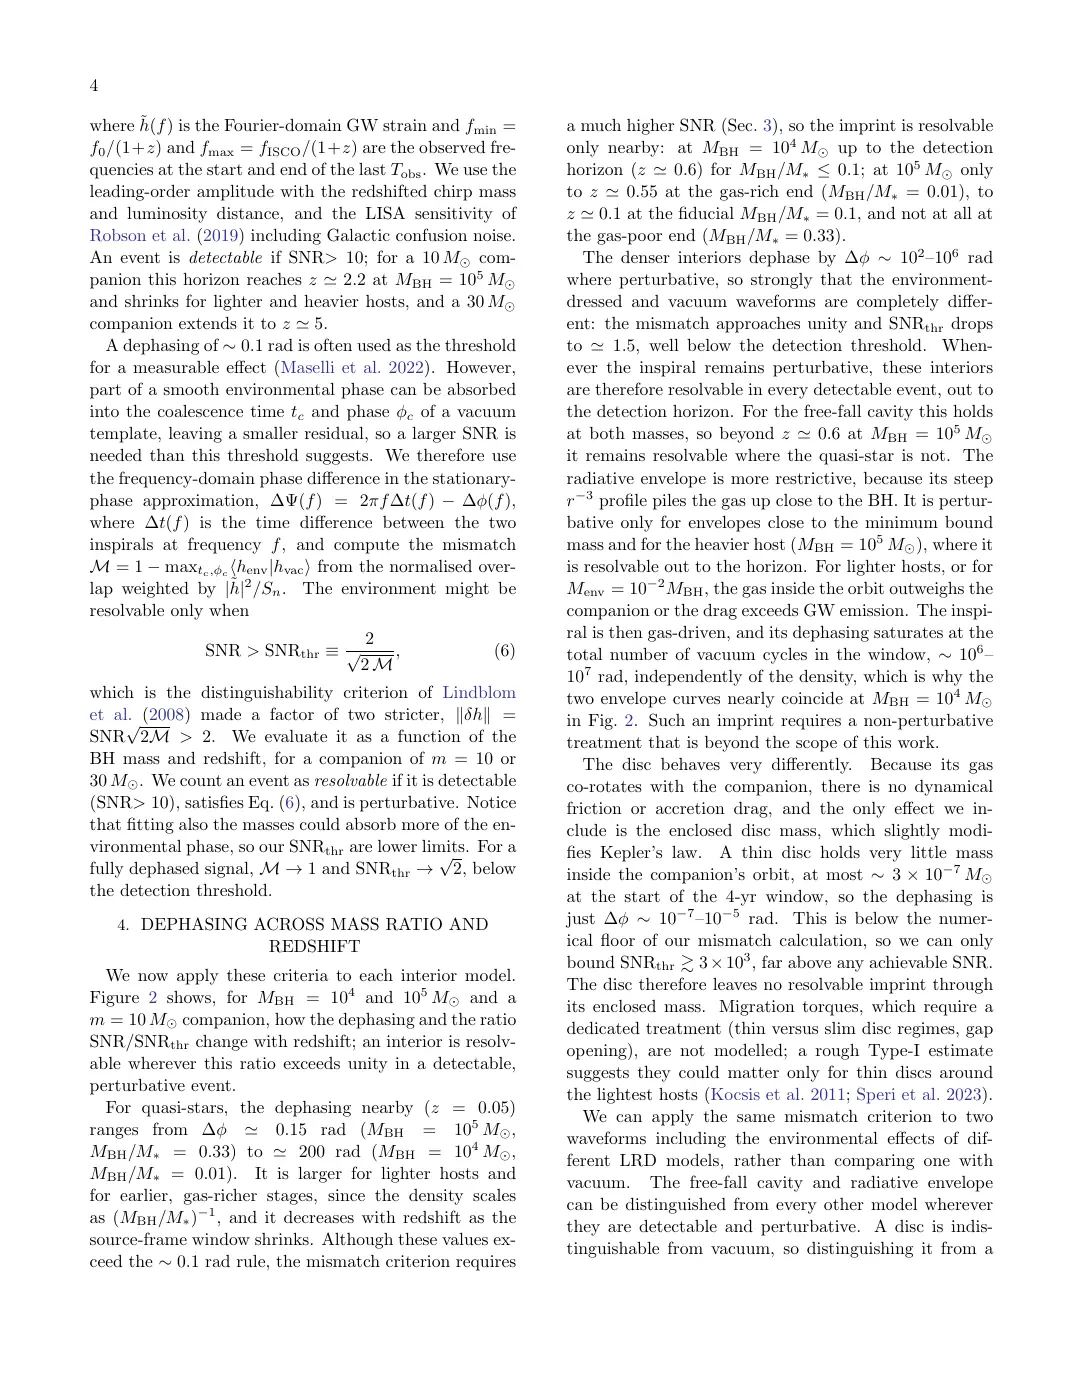 4
where h̃(f) is the Fourier-domain GW strain and f_min =
f_0/(1+z) and f_max = f_ISCO/(1+z) are the observed fre-
quencies at the start and end of the last T_obs. We use the
leading-order amplitude with the redshifted chirp mass
and luminosity distance, and the LISA sensitivity of
Robson et al. (2019) including Galactic confusion noise.
An event is detectable if SNR> 10; for a 10 M_⊙ com-
panion this horizon reaches z ≃ 2.2 at M_BH = 10^5 M_⊙
and shrinks for lighter and heavier hosts, and a 30 M_⊙
companion extends it to z ≃ 5.
A dephasing of ∼ 0.1 rad is often used as the threshold
for a measurable effect (Maselli et al. 2022). However,
part of a smooth environmental phase can be absorbed
into the coalescence time t_c and phase ϕ_c of a vacuum
template, leaving a smaller residual, so a larger SNR is
needed than this threshold suggests. We therefore use
the frequency-domain phase difference in the stationary-
phase approximation, ΔΨ(f) = 2πfΔt(f) − Δϕ(f),
where Δt(f) is the time difference between the two
inspirals at frequency f, and compute the mismatch
ℳ = 1 − max_{t_c,ϕ_c}⟨h_env|h_vac⟩ from the normalised over-
lap weighted by |h̃|^2/S_n. The environment might be
resolvable only when
SNR > SNR_thr ≡ 2/√(2 ℳ), (6)
which is the distinguishability criterion of Lindblom
et al. (2008) made a factor of two stricter, ‖δh‖ =
SNR√(2ℳ) > 2. We evaluate it as a function of the
BH mass and redshift, for a companion of m = 10 or
30 M_⊙. We count an event as resolvable if it is detectable
(SNR> 10), satisfies Eq. (6), and is perturbative. Notice
that fitting also the masses could absorb more of the en-
vironmental phase, so our SNR_thr are lower limits. For a
fully dephased signal, ℳ → 1 and SNR_thr → √2, below
the detection threshold.
4. DEPHASING ACROSS MASS RATIO AND
REDSHIFT
We now apply these criteria to each interior model.
Figure 2 shows, for M_BH = 10^4 and 10^5 M_⊙ and a
m = 10 M_⊙ companion, how the dephasing and the ratio
SNR/SNR_thr change with redshift; an interior is resolv-
able wherever this ratio exceeds unity in a detectable,
perturbative event.
For quasi-stars, the dephasing nearby (z = 0.05)
ranges from Δϕ ≃ 0.15 rad (M_BH = 10^5 M_⊙,
M_BH/M_* = 0.33) to ≃ 200 rad (M_BH = 10^4 M_⊙,
M_BH/M_* = 0.01). It is larger for lighter hosts and
for earlier, gas-richer stages, since the density scales
as (M_BH/M_*)^−1, and it decreases with redshift as the
source-frame window shrinks. Although these values ex-
ceed the ∼ 0.1 rad rule, the mismatch criterion requires
a much higher SNR (Sec. 3), so the imprint is resolvable
only nearby: at M_BH = 10^4 M_⊙ up to the detection
horizon (z ≃ 0.6) for M_BH/M_* ≤ 0.1; at 10^5 M_⊙ only
to z ≃ 0.55 at the gas-rich end (M_BH/M_* = 0.01), to
z ≃ 0.1 at the fiducial M_BH/M_* = 0.1, and not at all at
the gas-poor end (M_BH/M_* = 0.33).
The denser interiors dephase by Δϕ ∼ 10^2–10^6 rad
where perturbative, so strongly that the environment-
dressed and vacuum waveforms are completely differ-
ent: the mismatch approaches unity and SNR_thr drops
to ≃ 1.5, well below the detection threshold. When-
ever the inspiral remains perturbative, these interiors
are therefore resolvable in every detectable event, out to
the detection horizon. For the free-fall cavity this holds
at both masses, so beyond z ≃ 0.6 at M_BH = 10^5 M_⊙
it remains resolvable where the quasi-star is not. The
radiative envelope is more restrictive, because its steep
r^−3 profile piles the gas up close to the BH. It is pertur-
bative only for envelopes close to the minimum bound
mass and for the heavier host (M_BH = 10^5 M_⊙), where it
is resolvable out to the horizon. For lighter hosts, or for
M_env = 10^−2 M_BH, the gas inside the orbit outweighs the
companion or the drag exceeds GW emission. The inspi-
ral is then gas-driven, and its dephasing saturates at the
total number of vacuum cycles in the window, ∼ 10^6–
10^7 rad, independently of the density, which is why the
two envelope curves nearly coincide at M_BH = 10^4 M_⊙
in Fig. 2. Such an imprint requires a non-perturbative
treatment that is beyond the scope of this work.
The disc behaves very differently. Because its gas
co-rotates with the companion, there is no dynamical
friction or accretion drag, and the only effect we in-
clude is the enclosed disc mass, which slightly modi-
fies Kepler's law. A thin disc holds very little mass
inside the companion's orbit, at most ∼ 3 × 10^−7 M_⊙
at the start of the 4-yr window, so the dephasing is
just Δϕ ∼ 10^−7–10^−5 rad. This is below the numer-
ical floor of our mismatch calculation, so we can only
bound SNR_thr ≳ 3×10^3, far above any achievable SNR.
The disc therefore leaves no resolvable imprint through
its enclosed mass. Migration torques, which require a
dedicated treatment (thin versus slim disc regimes, gap
opening), are not modelled; a rough Type-I estimate
suggests they could matter only for thin discs around
the lightest hosts (Kocsis et al. 2011; Speri et al. 2023).
We can apply the same mismatch criterion to two
waveforms including the environmental effects of dif-
ferent LRD models, rather than comparing one with
vacuum. The free-fall cavity and radiative envelope
can be distinguished from every other model wherever
they are detectable and perturbative. A disc is indis-
tinguishable from vacuum, so distinguishing it from a